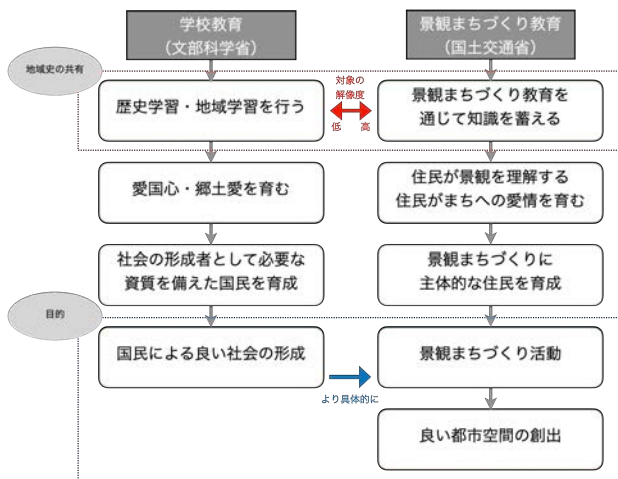 学校教育
(文部科学省)
景観まちづくり教育
(国土交通省)
地域史の共有
歴史学習・地域学習を行う
対象の
解像度
低 高
景観まちづくり教育を
通じて知識を蓄える
愛国心・郷土愛を育む
住民が景観を理解する
住民がまちへの愛情を育む
社会の形成者として必要な
資質を備えた国民を育成
景観まちづくりに
主体的な住民を育成
目的
国民による良い社会の形成
より具体的に
景観まちづくり活動
良い都市空間の創出